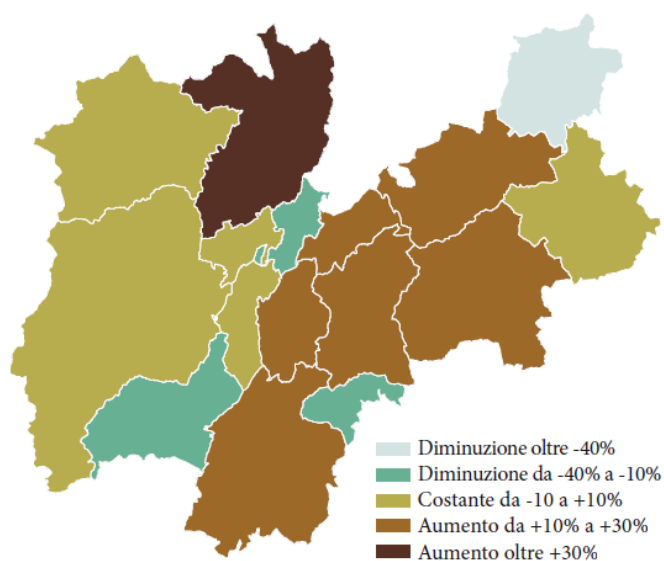 Diminuzione oltre -40%
Diminuzione da -40% a -10%
Costante da -10 a +10%
Aumento da +10% a +30%
Aumento oltre +30%